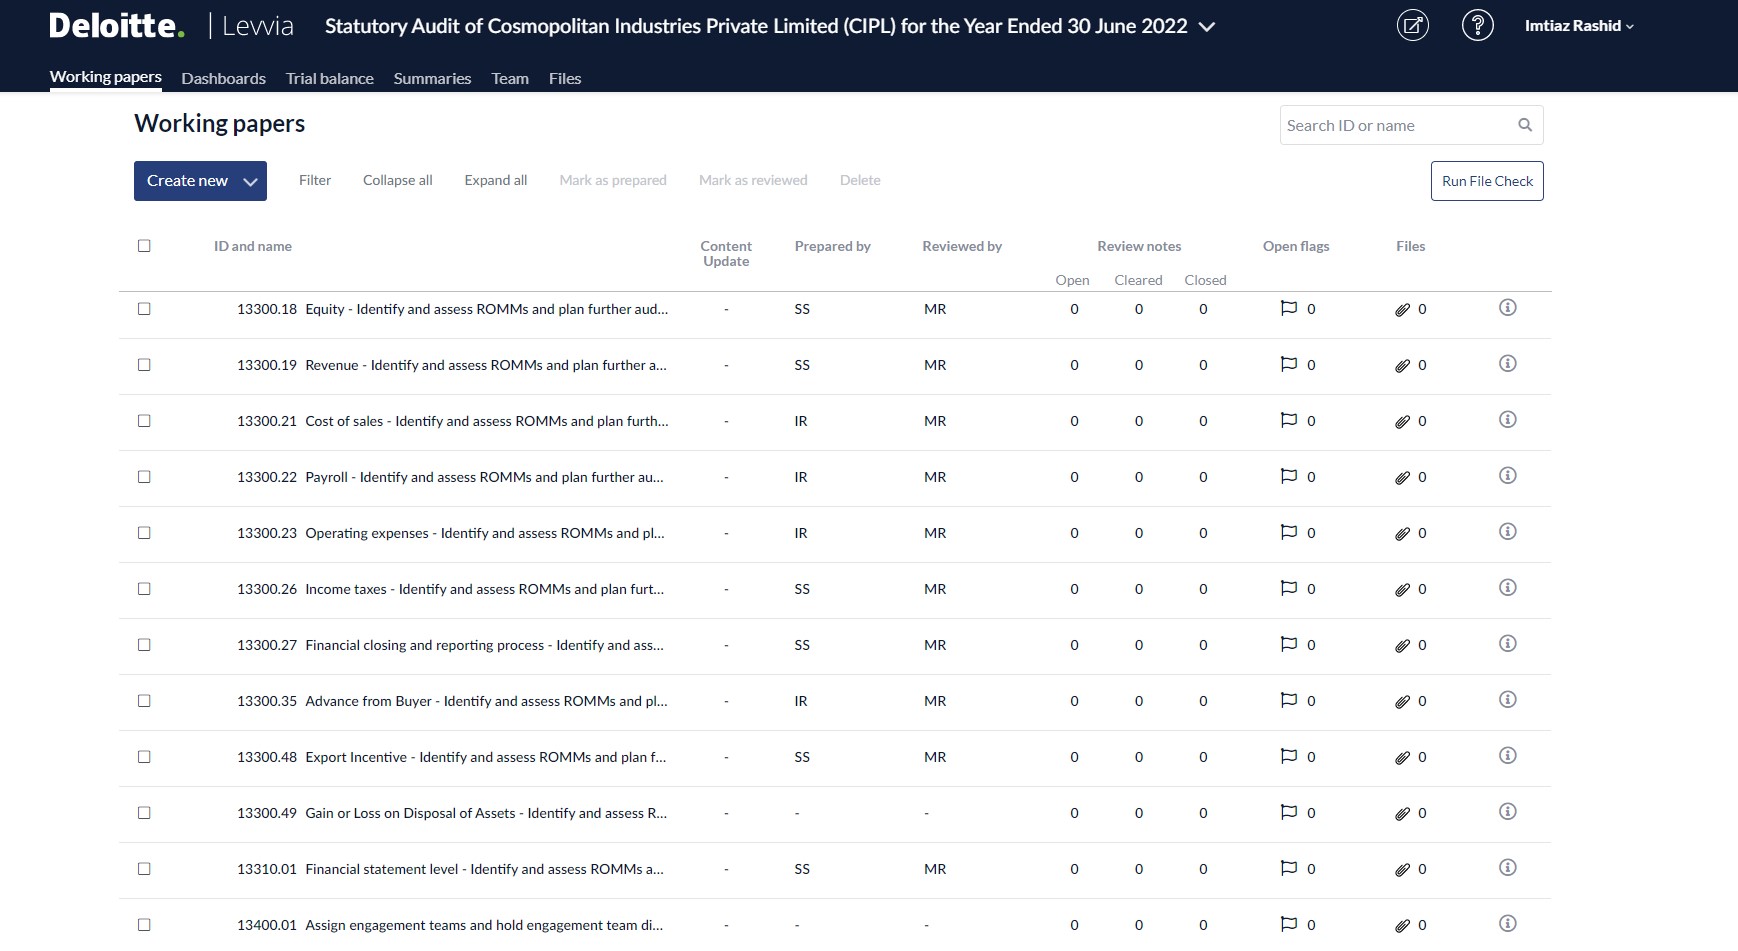 Deloitte. | Levvia Statutory Audit of Cosmopolitan Industries Private Limited (CIPL) for the Year Ended 30 June 2022 Imtiaz Rashid
Working papers Dashboards Trial balance Summaries Team Files
Working papers Search ID or name
Create new Filter Collapse all Expand all Mark as prepared Mark as reviewed Delete Run File Check
ID and name Content Update Prepared by Reviewed by Review notes Open flags Files
Open Cleared Closed
13300.18 Equity - Identify and assess ROMMs and plan further aud... - SS MR 0 0 0 0 0
13300.19 Revenue - Identify and assess ROMMs and plan further a... - SS MR 0 0 0 0 0
13300.21 Cost of sales - Identify and assess ROMMs and plan furth... - IR MR 0 0 0 0 0
13300.22 Payroll - Identify and assess ROMMs and plan further au... - IR MR 0 0 0 0 0
13300.23 Operating expenses - Identify and assess ROMMs and pl... - IR MR 0 0 0 0 0
13300.26 Income taxes - Identify and assess ROMMs and plan furt... - SS MR 0 0 0 0 0
13300.27 Financial closing and reporting process - Identify and ass... - SS MR 0 0 0 0 0
13300.35 Advance from Buyer - Identify and assess ROMMs and pl... - IR MR 0 0 0 0 0
13300.48 Export Incentive - Identify and assess ROMMs and plan f... - SS MR 0 0 0 0 0
13300.49 Gain or Loss on Disposal of Assets - Identify and assess R... - - - 0 0 0 0 0
13310.01 Financial statement level - Identify and assess ROMMs a... - SS MR 0 0 0 0 0
13400.01 Assign engagement teams and hold engagement team di... - - - 0 0 0 0 0